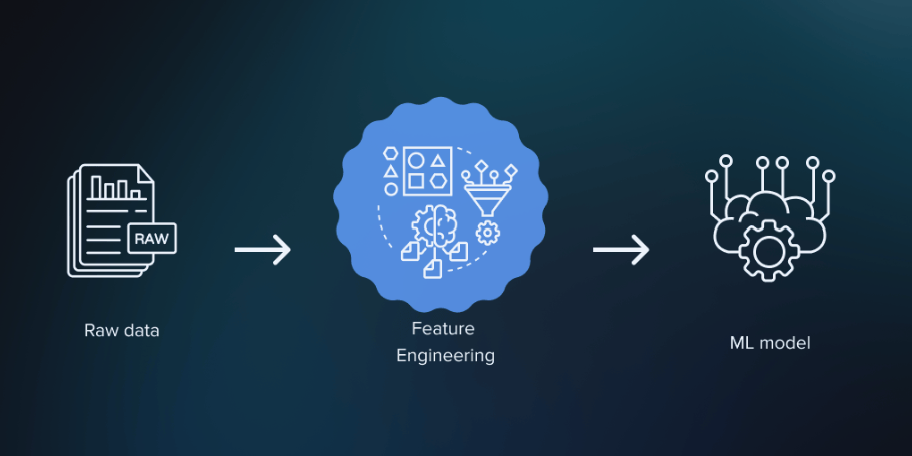 RAW
Raw data
Feature
Engineering
ML model